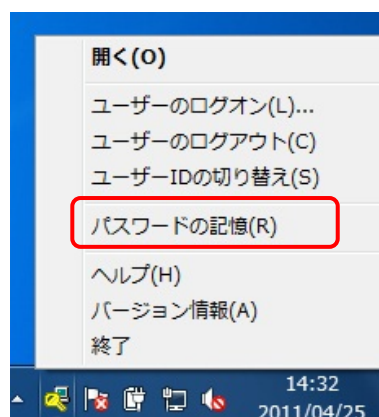 開く(O)
ユーザーのログオン(L)...
ユーザーのログアウト(C)
ユーザーIDの切り替え(S)
パスワードの記憶(R)
ヘルプ(H)
バージョン情報(A)
終了
14:32
2011/04/25